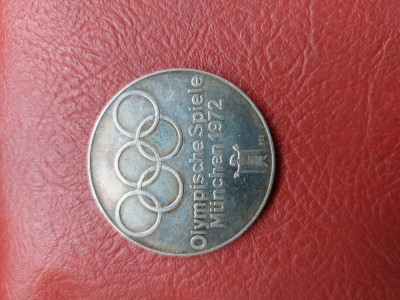 Olympische Spiele
München 1972